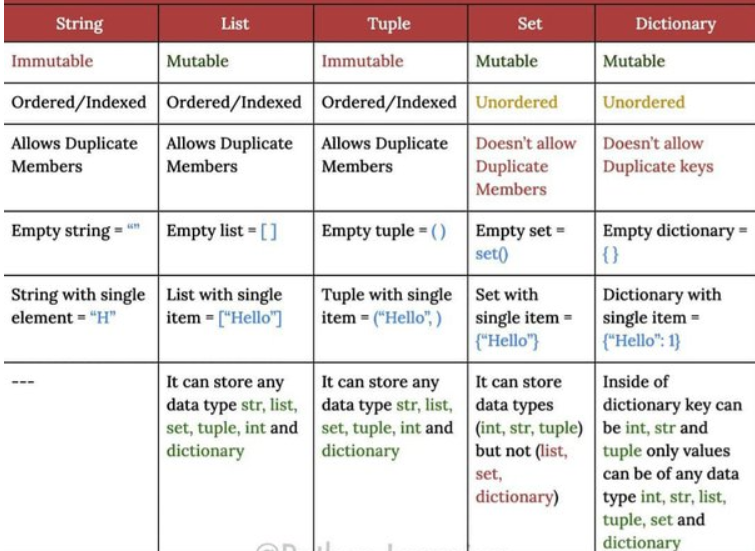 String List Tuple Set Dictionary
Immutable Mutable Immutable Mutable Mutable
Ordered/Indexed Ordered/Indexed Ordered/Indexed Unordered Unordered
Allows Duplicate
Members
Allows Duplicate
Members
Allows Duplicate
Members
Doesn't allow
Duplicate
Members
Doesn't allow
Duplicate keys
Empty string = “”
Empty list = [ ]
Empty tuple = ( )
Empty set =
set()
Empty dictionary =
{ }
String with single
element = “H”
List with single
item = [“Hello”]
Tuple with single
item = (“Hello”, )
Set with
single item =
{“Hello”}
Dictionary with
single item =
{“Hello”: 1}
---
It can store any
data type str, list,
set, tuple, int and
dictionary
It can store any
data type str, list,
set, tuple, int and
dictionary
It can store
data types
(int, str, tuple)
but not (list,
set,
dictionary)
Inside of
dictionary key can
be int, str and
tuple only values
can be of any data
type int, str, list,
tuple, set and
dictionary